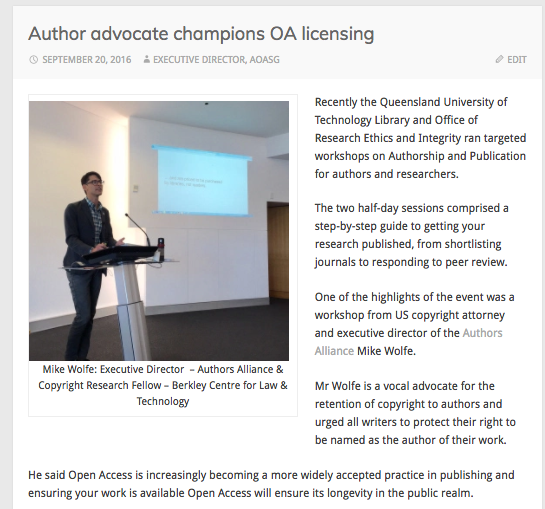 Author advocate champions OA licensing
SEPTEMBER 20, 2016 EXECUTIVE DIRECTOR, AOASG EDIT
Mike Wolfe: Executive Director – Authors Alliance &
Copyright Research Fellow – Berkley Centre for Law &
Technology
Recently the Queensland University of
Technology Library and Office of
Research Ethics and Integrity ran targeted
workshops on Authorship and Publication
for authors and researchers.
The two half-day sessions comprised a
step-by-step guide to getting your
research published, from shortlisting
journals to responding to peer review.
One of the highlights of the event was a
workshop from US copyright attorney
and executive director of the Authors
Alliance Mike Wolfe.
Mr Wolfe is a vocal advocate for the
retention of copyright to authors and
urged all writers to protect their right to
be named as the author of their work.
He said Open Access is increasingly becoming a more widely accepted practice in publishing and
ensuring your work is available Open Access will ensure its longevity in the public realm.